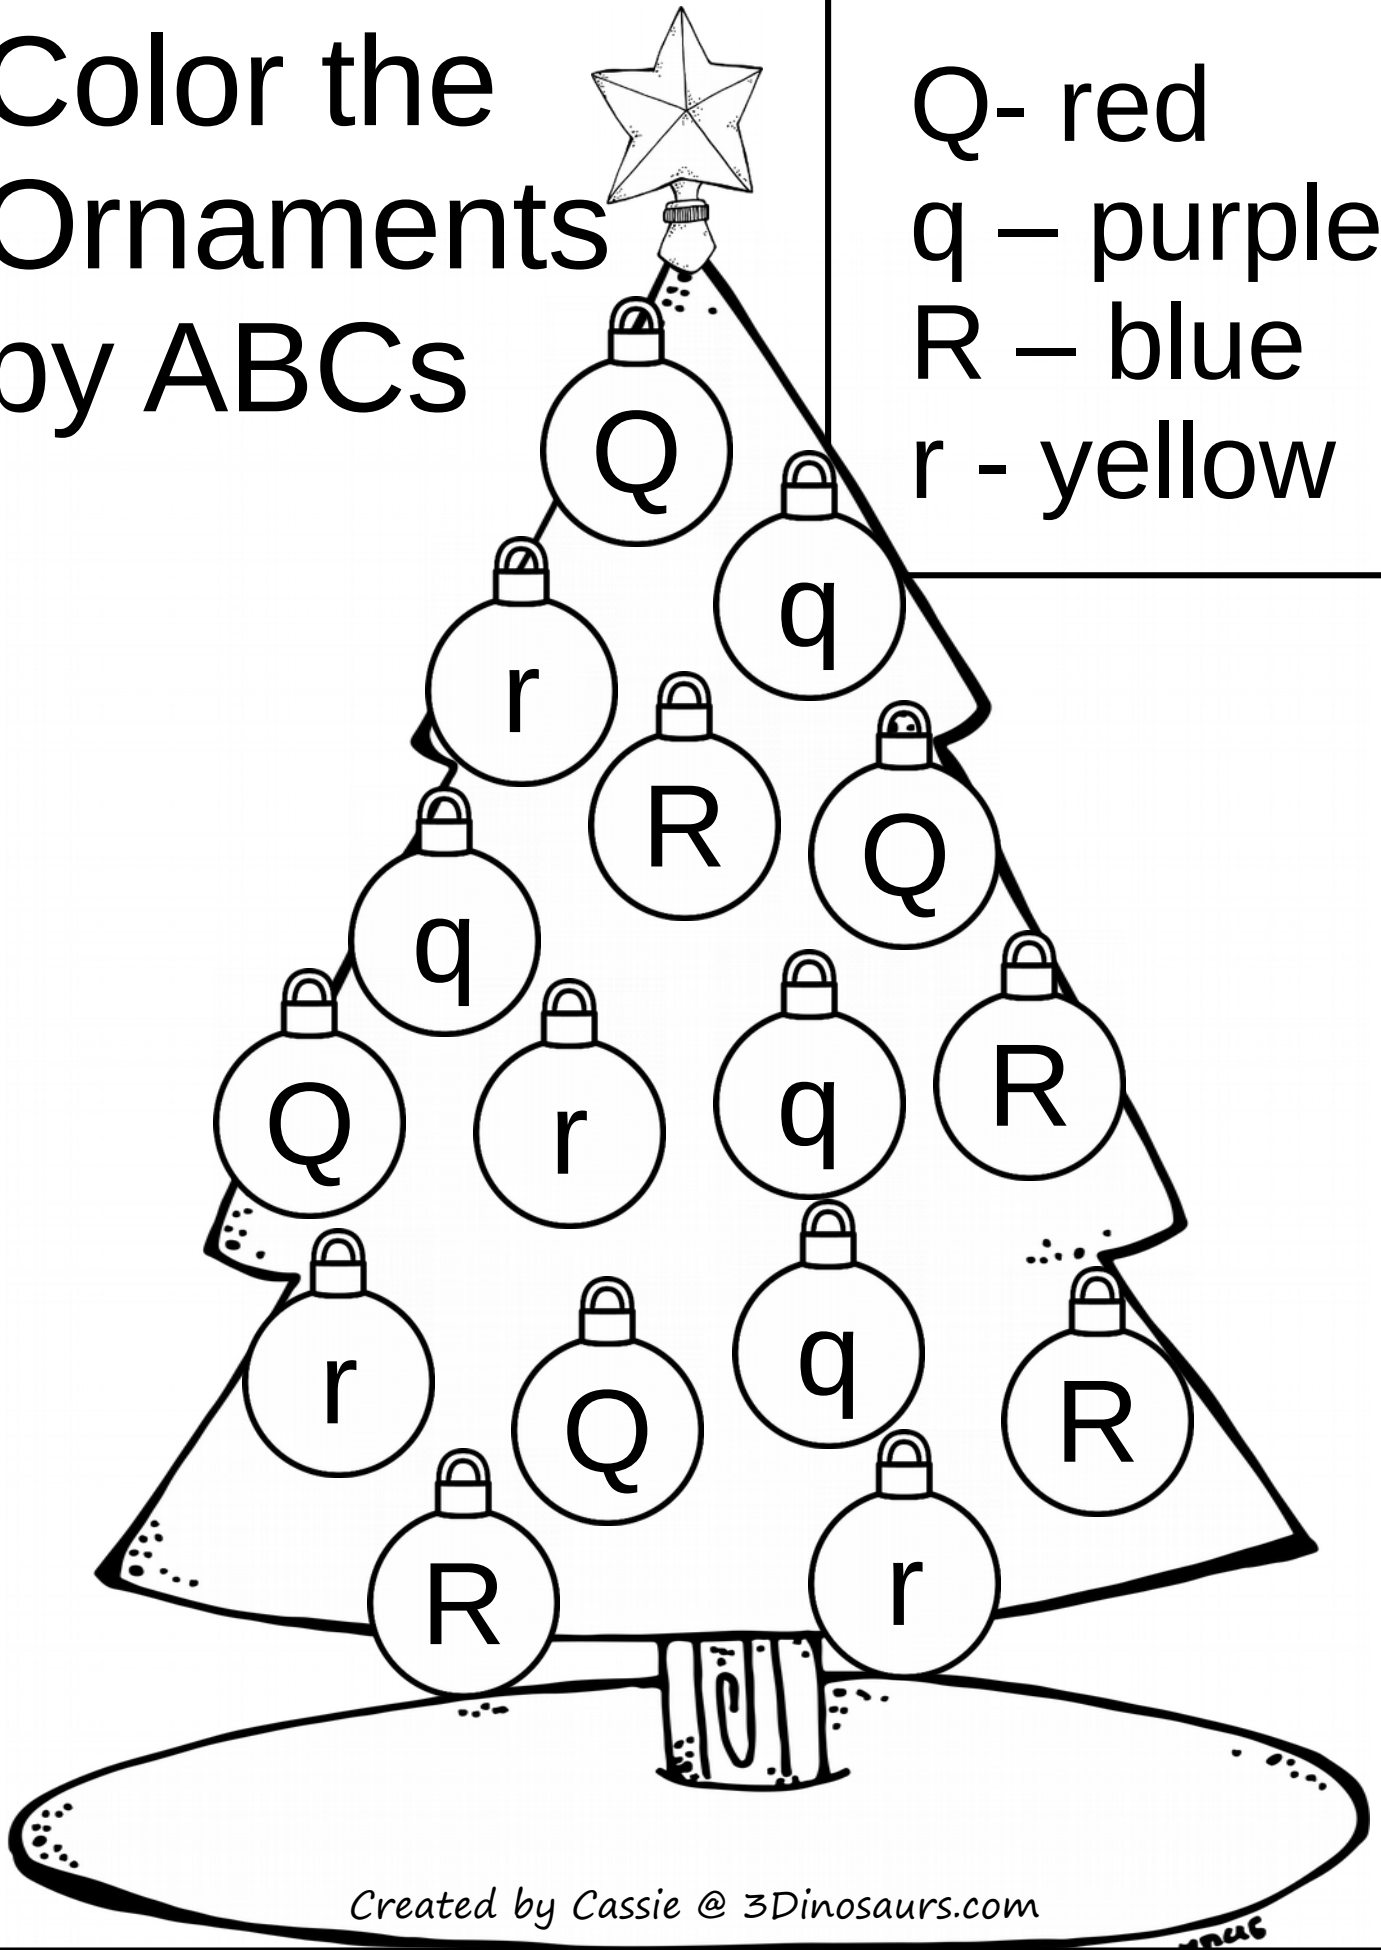 Color the
Ornaments
by ABCs
Q- red
q – purple
R – blue
r - yellow
Q
q
r
R
Q
q
Q
r
q
R
r
Q
q
R
R
r
Created by Cassie @ 3Dinosaurs.com